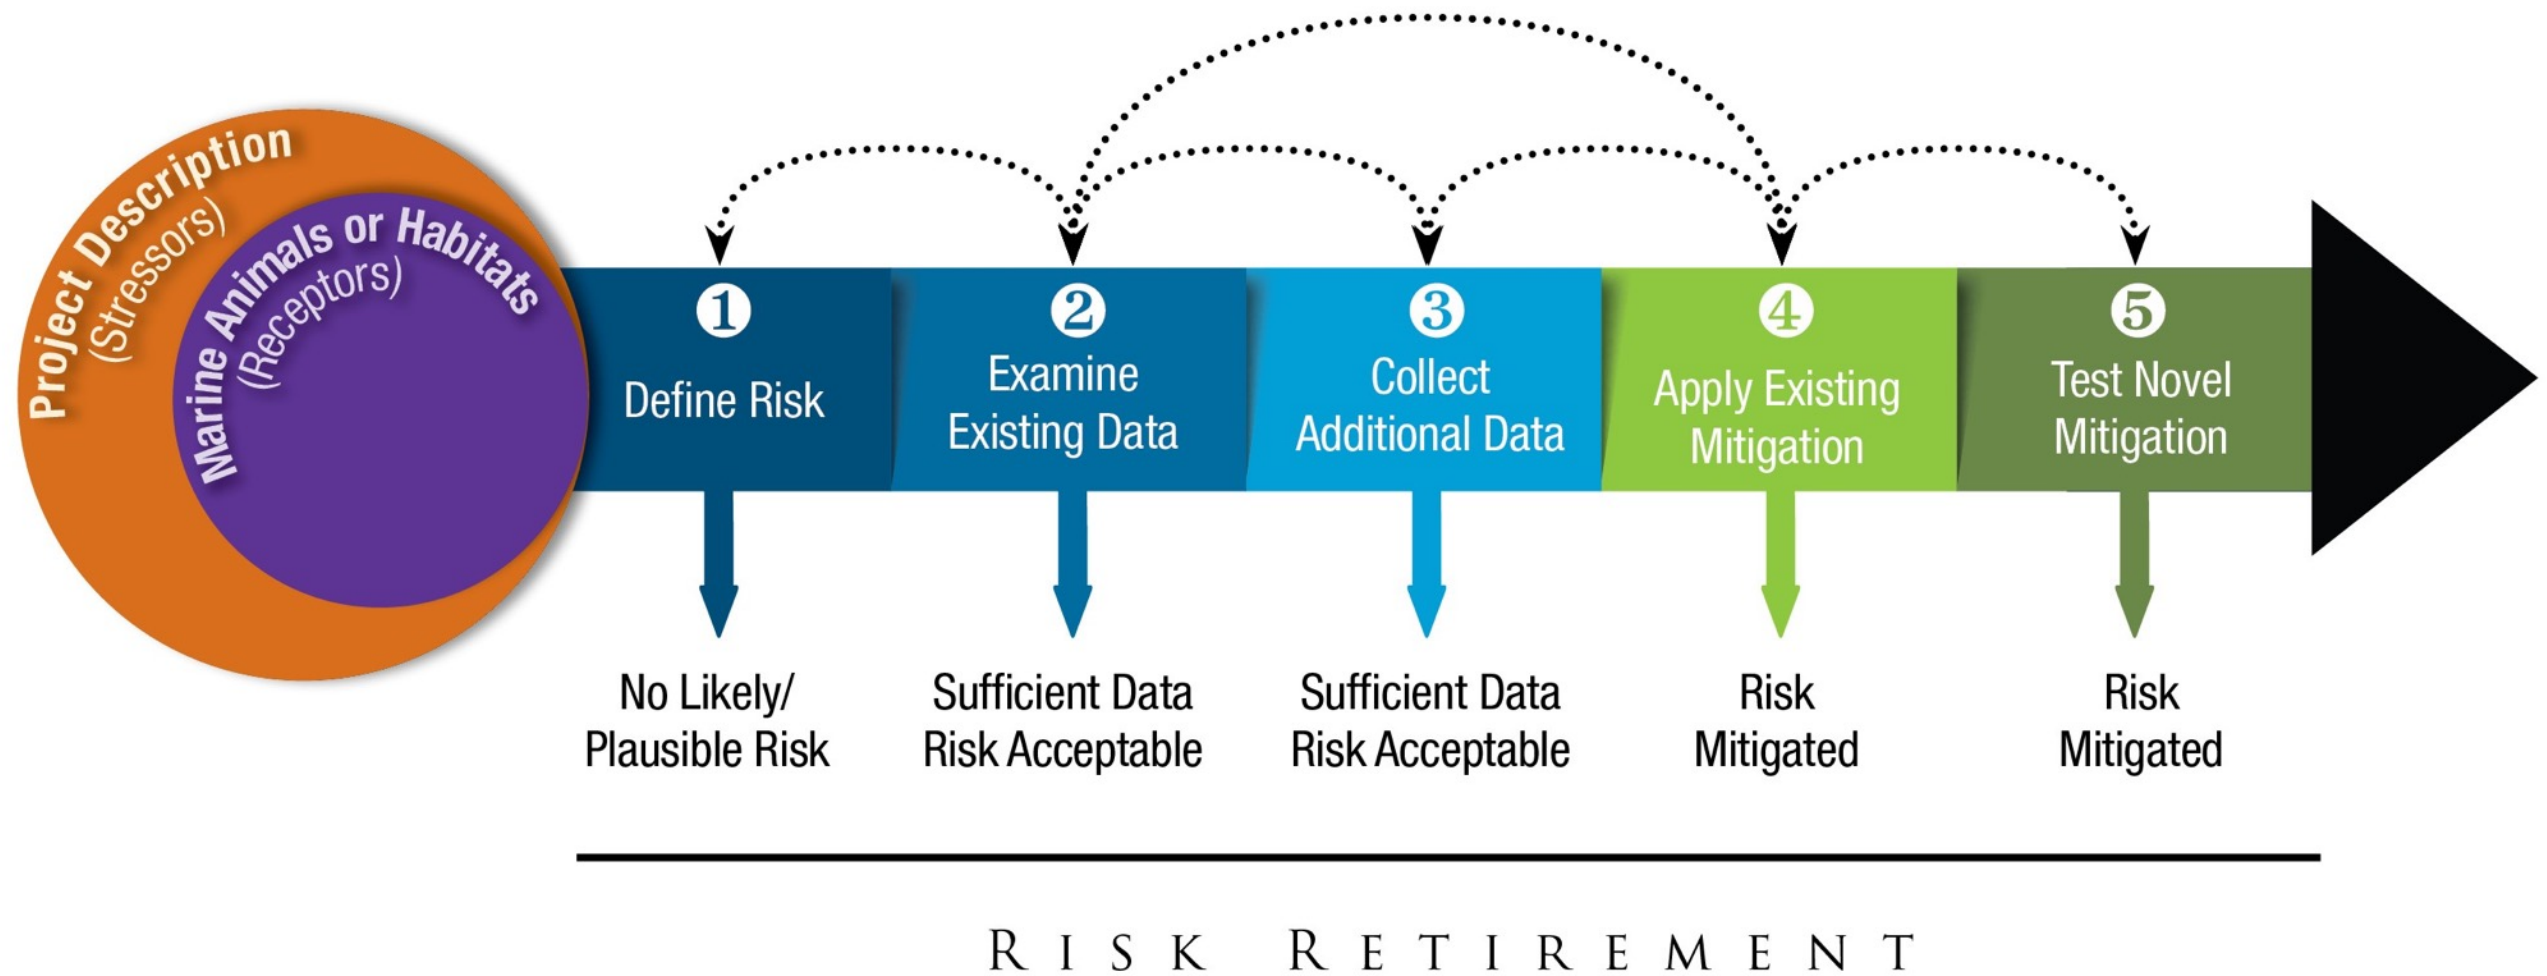 Project Description
(Stressors)
Marine Animals or Habitats
(Receptors)
1
Define Risk
2
Examine
Existing Data
3
Collect
Additional Data
4
Apply Existing
Mitigation
5
Test Novel
Mitigation
No Likely/
Plausible Risk
Sufficient Data
Risk Acceptable
Sufficient Data
Risk Acceptable
Risk
Mitigated
Risk
Mitigated
RISK RETIREMENT